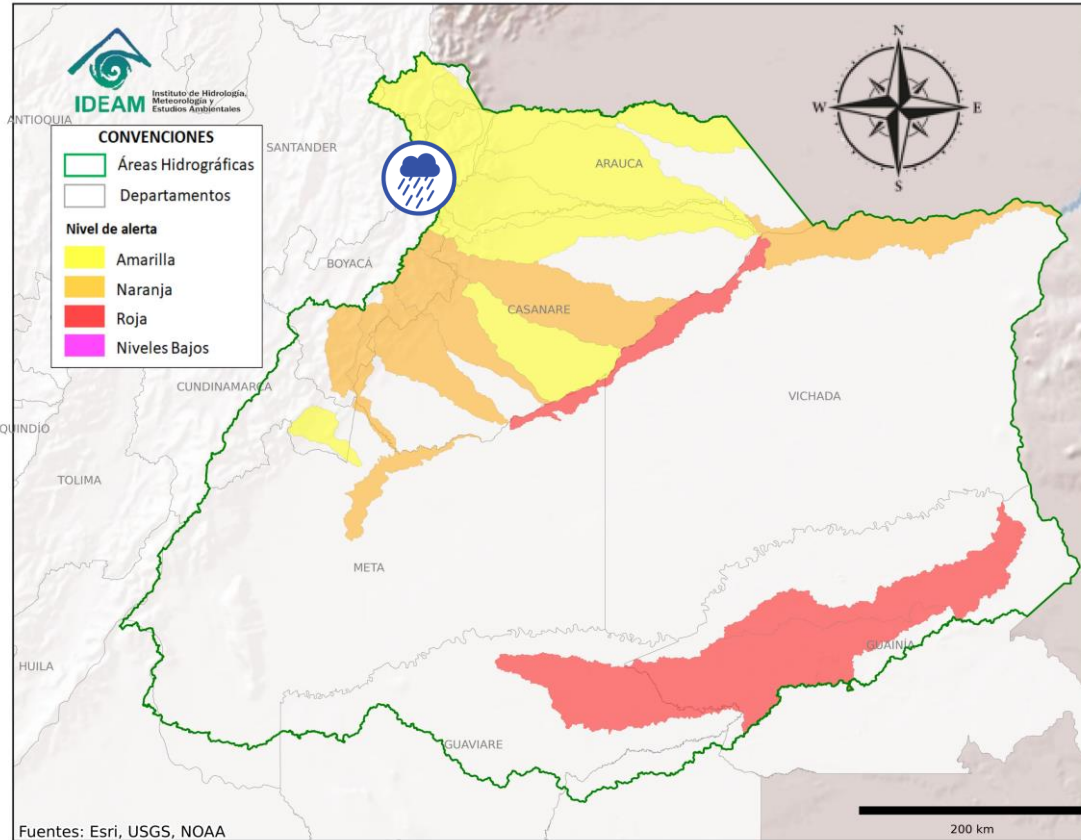 N
W
E
S
IDEAM
Instituto de Hidrología,
Meteorología y
Estudios Ambientales
ANTIOQUIA
CONVENCIONES
Áreas Hidrográficas
Departamentos
Nivel de alerta
Amarilla
Naranja
Roja
Niveles Bajos
SANTANDER
ARAUCA
BOYACÁ
CASANARE
CUNDINAMARCA
VICHADA
QUINDÍO
TOLIMA
META
HUILA
GUAINÍA
GUAVIARE
Fuentes: Esri, USGS, NOAA
200 km